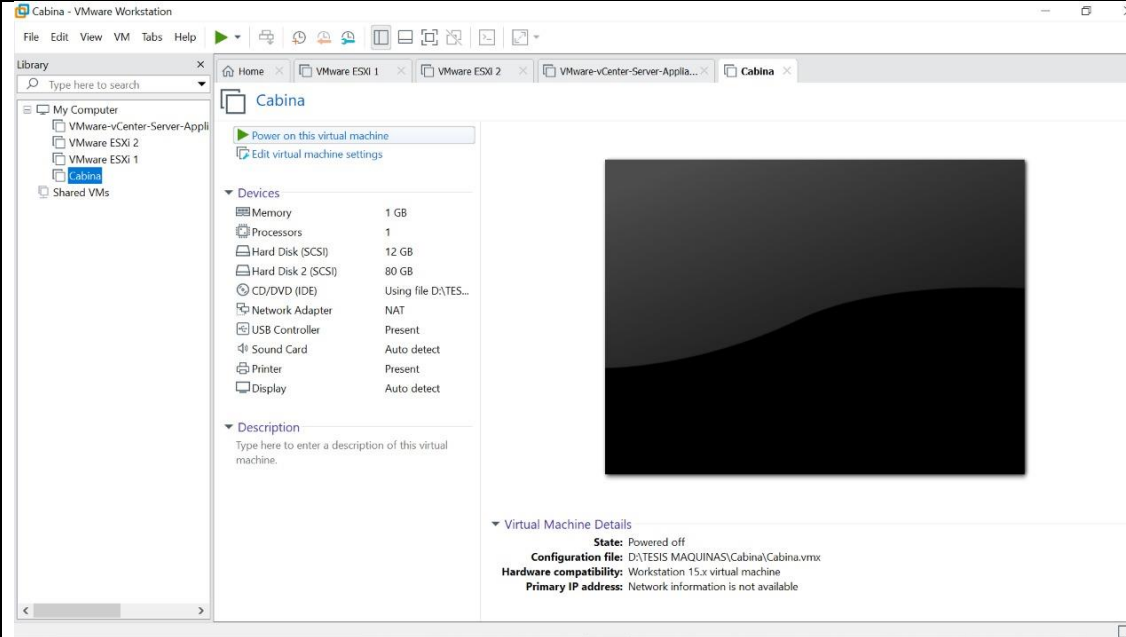 Cabina - VMware Workstation
File Edit View VM Tabs Help
Library
Type here to search
My Computer
VMware-vCenter-Server-Appli
VMware ESXi 2
VMware ESXi 1
Cabina
Shared VMs
Home VMware ESXi 1 VMware ESXi 2 VMware-vCenter-Server-Applia... Cabina
Cabina
Power on this virtual machine
Edit virtual machine settings
Devices
Memory 1 GB
Processors 1
Hard Disk (SCSI) 12 GB
Hard Disk 2 (SCSI) 80 GB
CD/DVD (IDE) Using file D:\TES...
Network Adapter NAT
USB Controller Present
Sound Card Auto detect
Printer Present
Display Auto detect
Description
Type here to enter a description of this virtual
machine.
Virtual Machine Details
State: Powered off
Configuration file: D:\TESIS MAQUINAS\Cabina\Cabina.vmx
Hardware compatibility: Workstation 15.x virtual machine
Primary IP address: Network information is not available